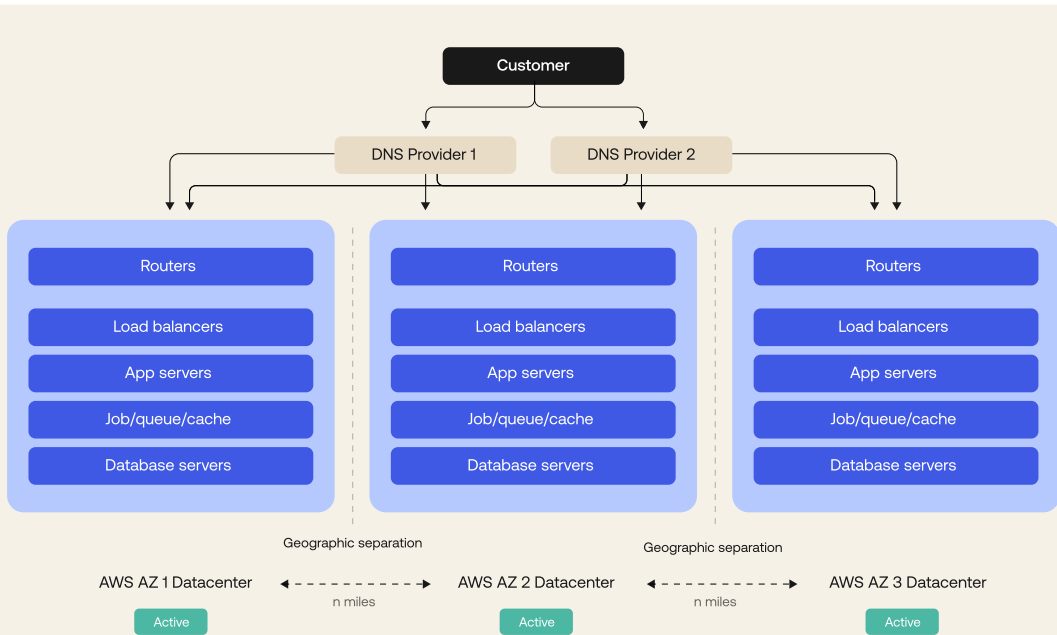 Customer
DNS Provider 1
DNS Provider 2
Routers
Load balancers
App servers
Job/queue/cache
Database servers
Routers
Load balancers
App servers
Job/queue/cache
Database servers
Routers
Load balancers
App servers
Job/queue/cache
Database servers
Geographic separation
Geographic separation
AWS AZ 1 Datacenter
AWS AZ 2 Datacenter
AWS AZ 3 Datacenter
n miles
n miles
Active
Active
Active